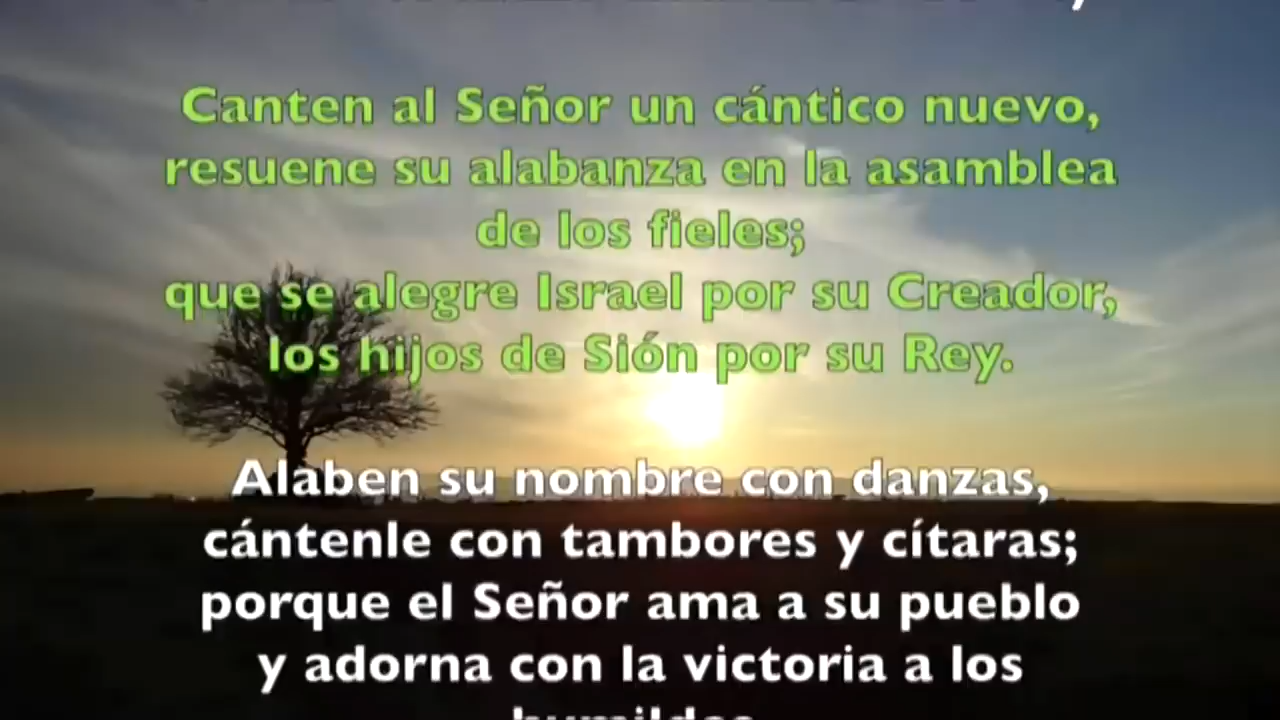 Canten al Señor un cántico nuevo,
resuene su alabanza en la asamblea
de los fieles;
que se alegre Israel por su Creador,
los hijos de Sión por su Rey.
Alaben su nombre con danzas,
cántenle con tambores y cítaras;
porque el Señor ama a su pueblo
y adorna con la victoria a los